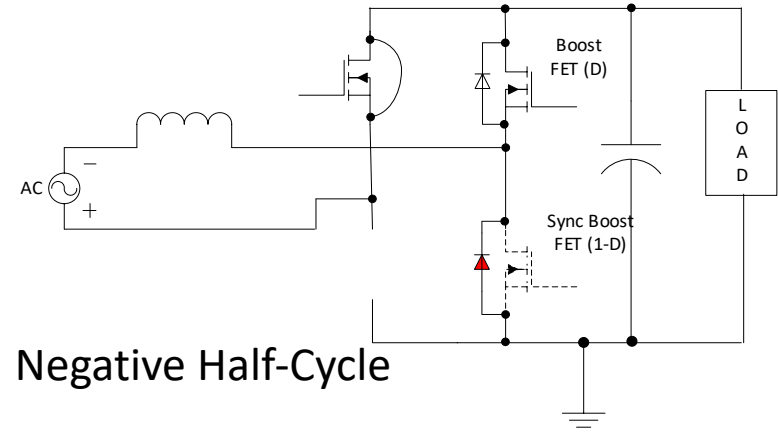 Boost
FET (D)
L
O
A
D
−
AC
+
Sync Boost
FET (1-D)
Negative Half-Cycle